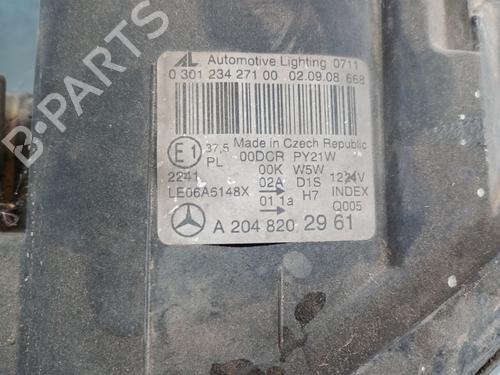 AL Automotive Lighting 0711
0 301 234 271 00 02.09.08 668
Made in Czech Republic
E1 37,5 00DCR PY21W
PL 00K W5W
2241 02A D1S 12/24V
LE06A5148X → H7 INDEX
01 1a Q005
A 204 820 29 61
B-PARTS